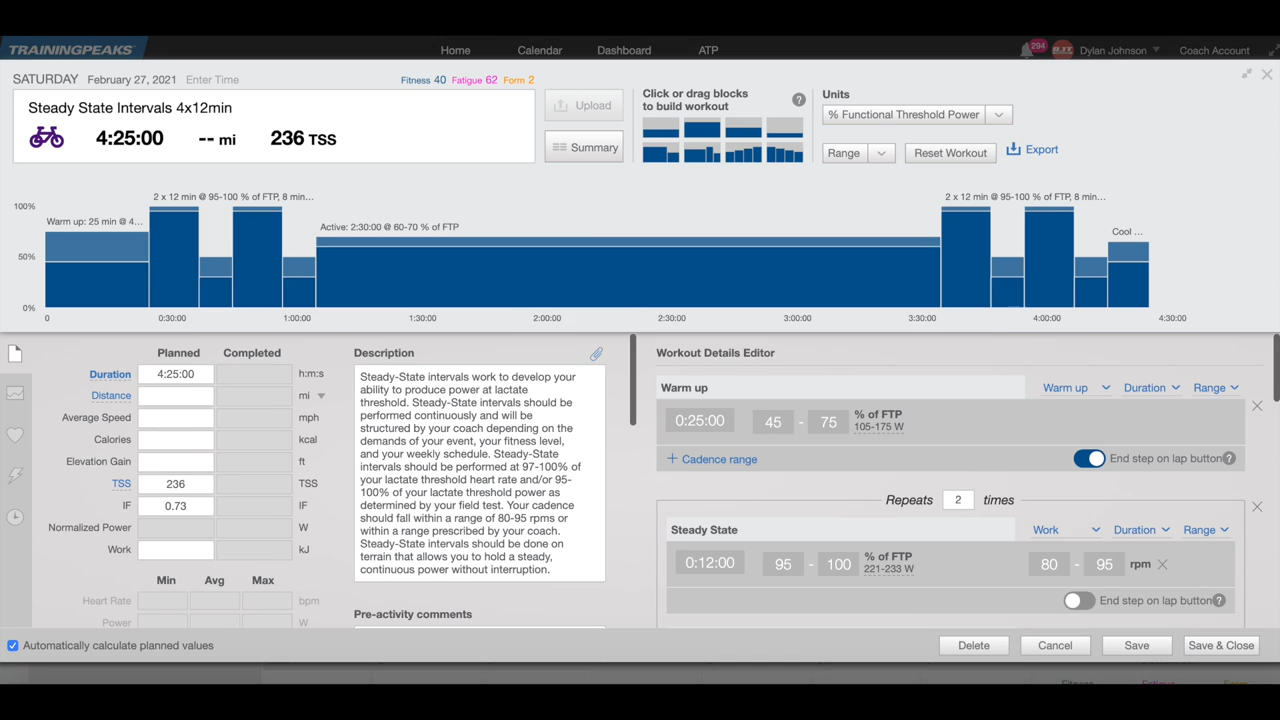 TRAININGPEAKS
Home Calendar Dashboard ATP
294 Dylan Johnson Coach Account
SATURDAY February 27, 2021 Enter Time
Fitness 40 Fatigue 62 Form 2
Steady State Intervals 4x12min
4:25:00 -- mi 236 TSS
Upload
Summary
Click or drag blocks
to build workout
?
Units
% Functional Threshold Power
Range Reset Workout Export
2 x 12 min @ 95-100 % of FTP, 8 min...
2 x 12 min @ 95-100 % of FTP, 8 min...
100%
Warm up: 25 min @ 4...
Active: 2:30:00 @ 60-70 % of FTP
Cool ...
50%
0%
0 0:30:00 1:00:00 1:30:00 2:00:00 2:30:00 3:00:00 3:30:00 4:00:00 4:30:00
Planned Completed
Duration 4:25:00 h:m:s
Distance mi
Average Speed mph
Calories kcal
Elevation Gain ft
TSS 236 TSS
IF 0.73 IF
Normalized Power W
Work kJ
Min Avg Max
Heart Rate bpm
Power W
Description
Steady-State intervals work to develop your
ability to produce power at lactate
threshold. Steady-State intervals should be
performed continuously and will be
structured by your coach depending on the
demands of your event, your fitness level,
and your weekly schedule. Steady-State
intervals should be performed at 97-100% of
your lactate threshold heart rate and/or 95-
100% of your lactate threshold power as
determined by your field test. Your cadence
should fall within a range of 80-95 rpms or
within a range prescribed by your coach.
Steady-State intervals should be done on
terrain that allows you to hold a steady,
continuous power without interruption.
Pre-activity comments
Workout Details Editor
Warm up Warm up Duration Range
0:25:00 45 - 75 % of FTP
105-175 W
+ Cadence range End step on lap button ?
Repeats 2 times
Steady State Work Duration Range
0:12:00 95 - 100 % of FTP 80 - 95 rpm
221-233 W
End step on lap button ?
Automatically calculate planned values
Delete Cancel Save Save & Close
Fitness Fatigue Form